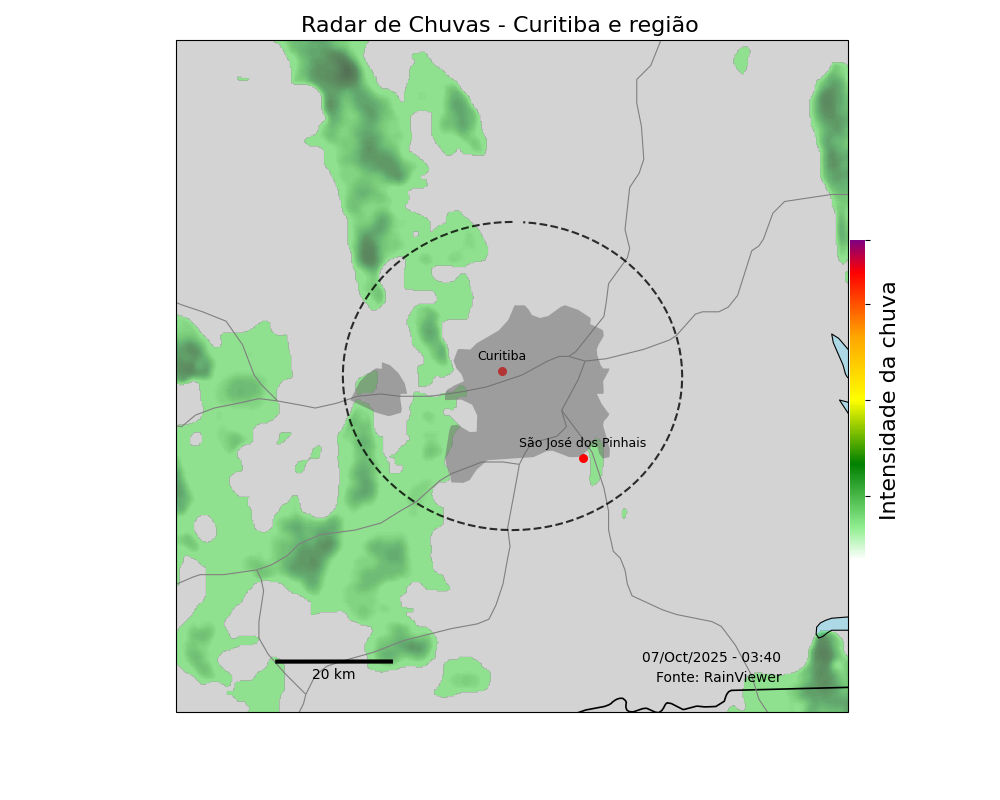 Radar de Chuvas - Curitiba e região
Curitiba
São José dos Pinhais
Intensidade da chuva
07/Oct/2025 - 03:40
Fonte: RainViewer
20 km